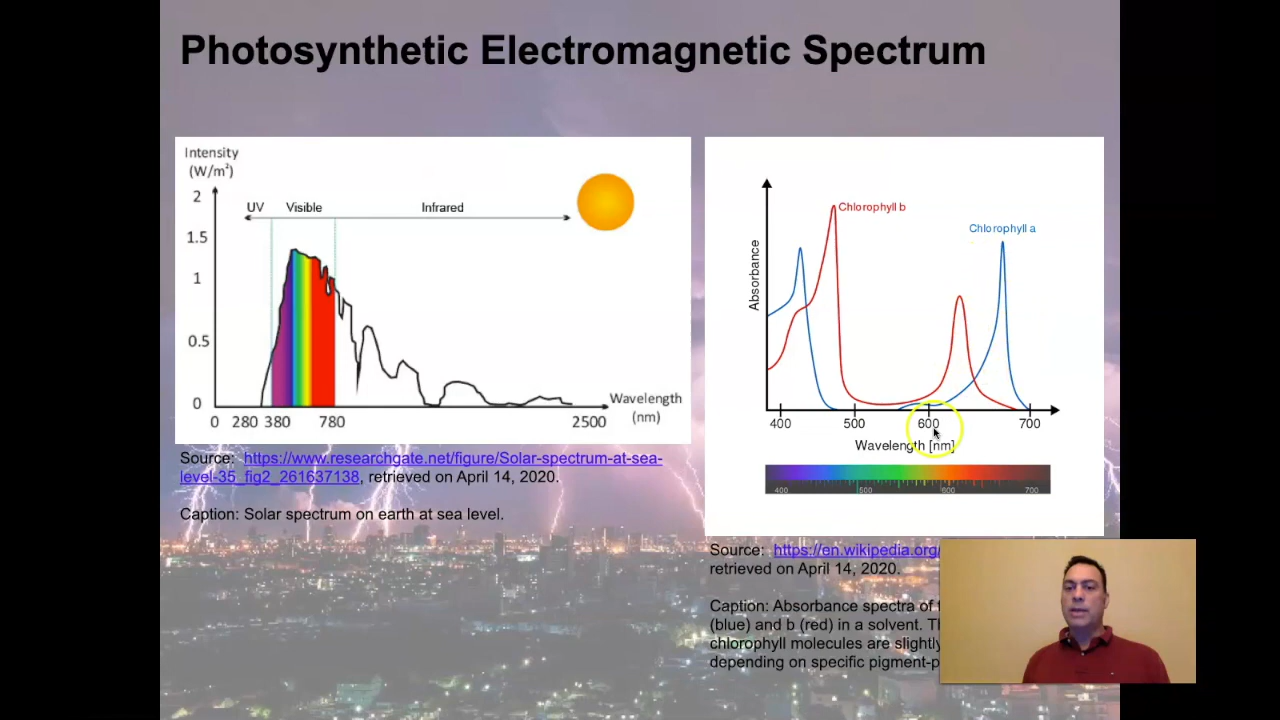 Photosynthetic Electromagnetic Spectrum
Intensity
(W/m²)
2
1.5
1
0.5
0
UV
Visible
Infrared
0
280
380
780
2500
Wavelength
(nm)
Source: https://www.researchgate.net/figure/Solar-spectrum-at-sea-
level-35_fig2_261637138, retrieved on April 14, 2020.
Caption: Solar spectrum on earth at sea level.
Absorbance
Chlorophyll b
Chlorophyll a
400
500
600
700
Wavelength [nm]
400
500
600
700
Source: https://en.wikipedia.org/
retrieved on April 14, 2020.
Caption: Absorbance spectra of
(blue) and b (red) in a solvent.
chlorophyll molecules are slightly
depending on specific